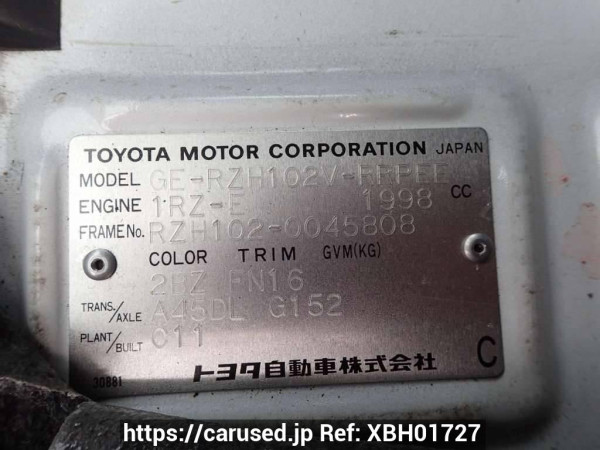 TOYOTA MOTOR CORPORATION JAPAN
MODEL GE-RZH102V-RRPEE
ENGINE 1RZ-E 1998 CC
FRAME No. RZH102-0045808
COLOR TRIM GVM(KG)
FN16
TRANS./AXLE A45DL G152
PLANT/BUILT C11
30881
トヨタ自動車株式会社 C
https://carused.jp Ref: XBH01727